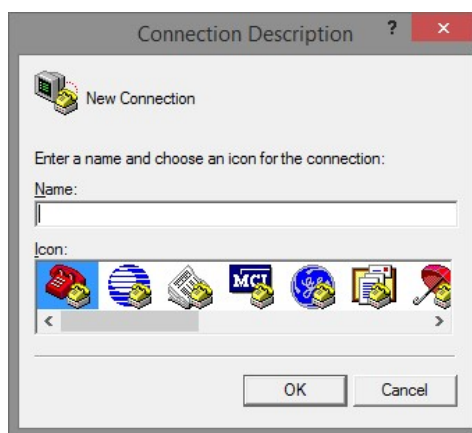 Connection Description ?
New Connection
Enter a name and choose an icon for the connection:
Name:
Icon:
MCI
OK Cancel